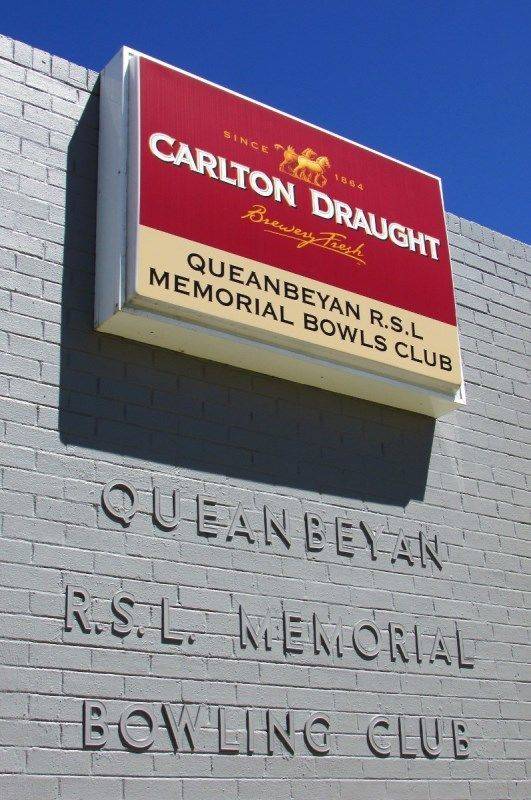 SINCE 1864
CARLTON DRAUGHT
Brewery Fresh
QUEANBEYAN R.S.L
MEMORIAL BOWLS CLUB
QUEANBEYAN
R.S.L. MEMORIAL
BOWLING CLUB